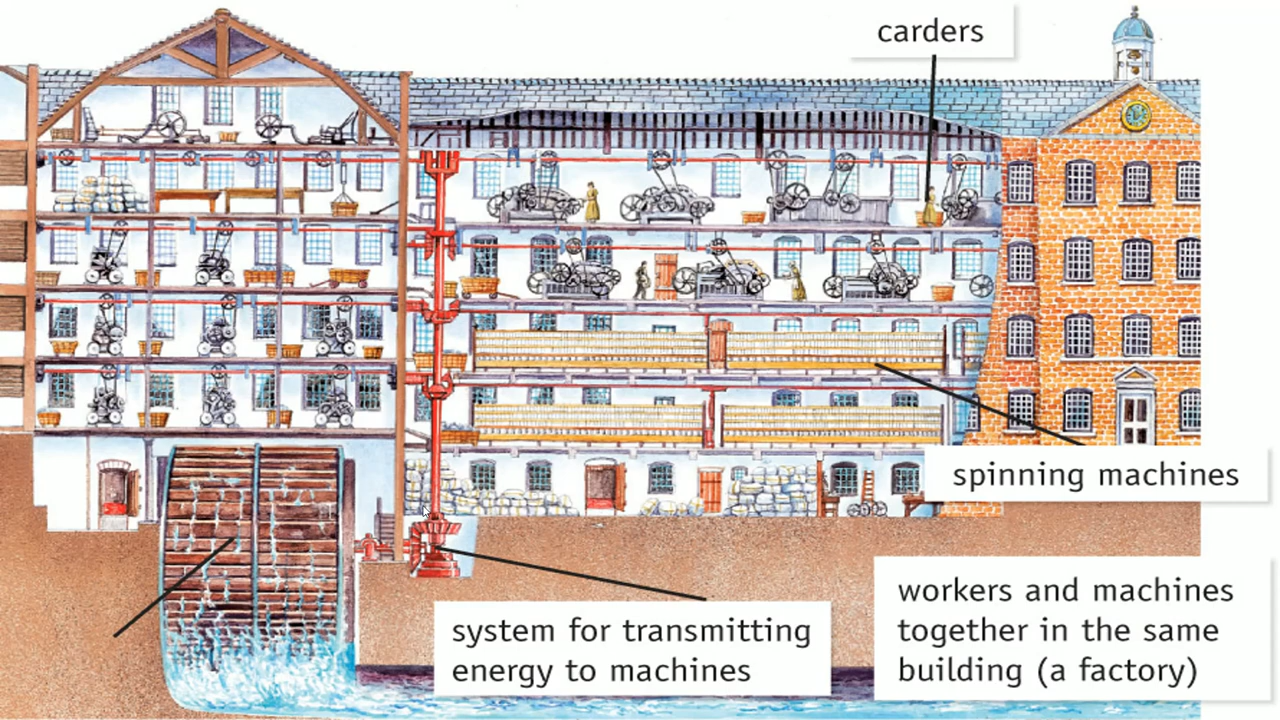 carders
spinning machines
system for transmitting
energy to machines
workers and machines
together in the same
building (a factory)